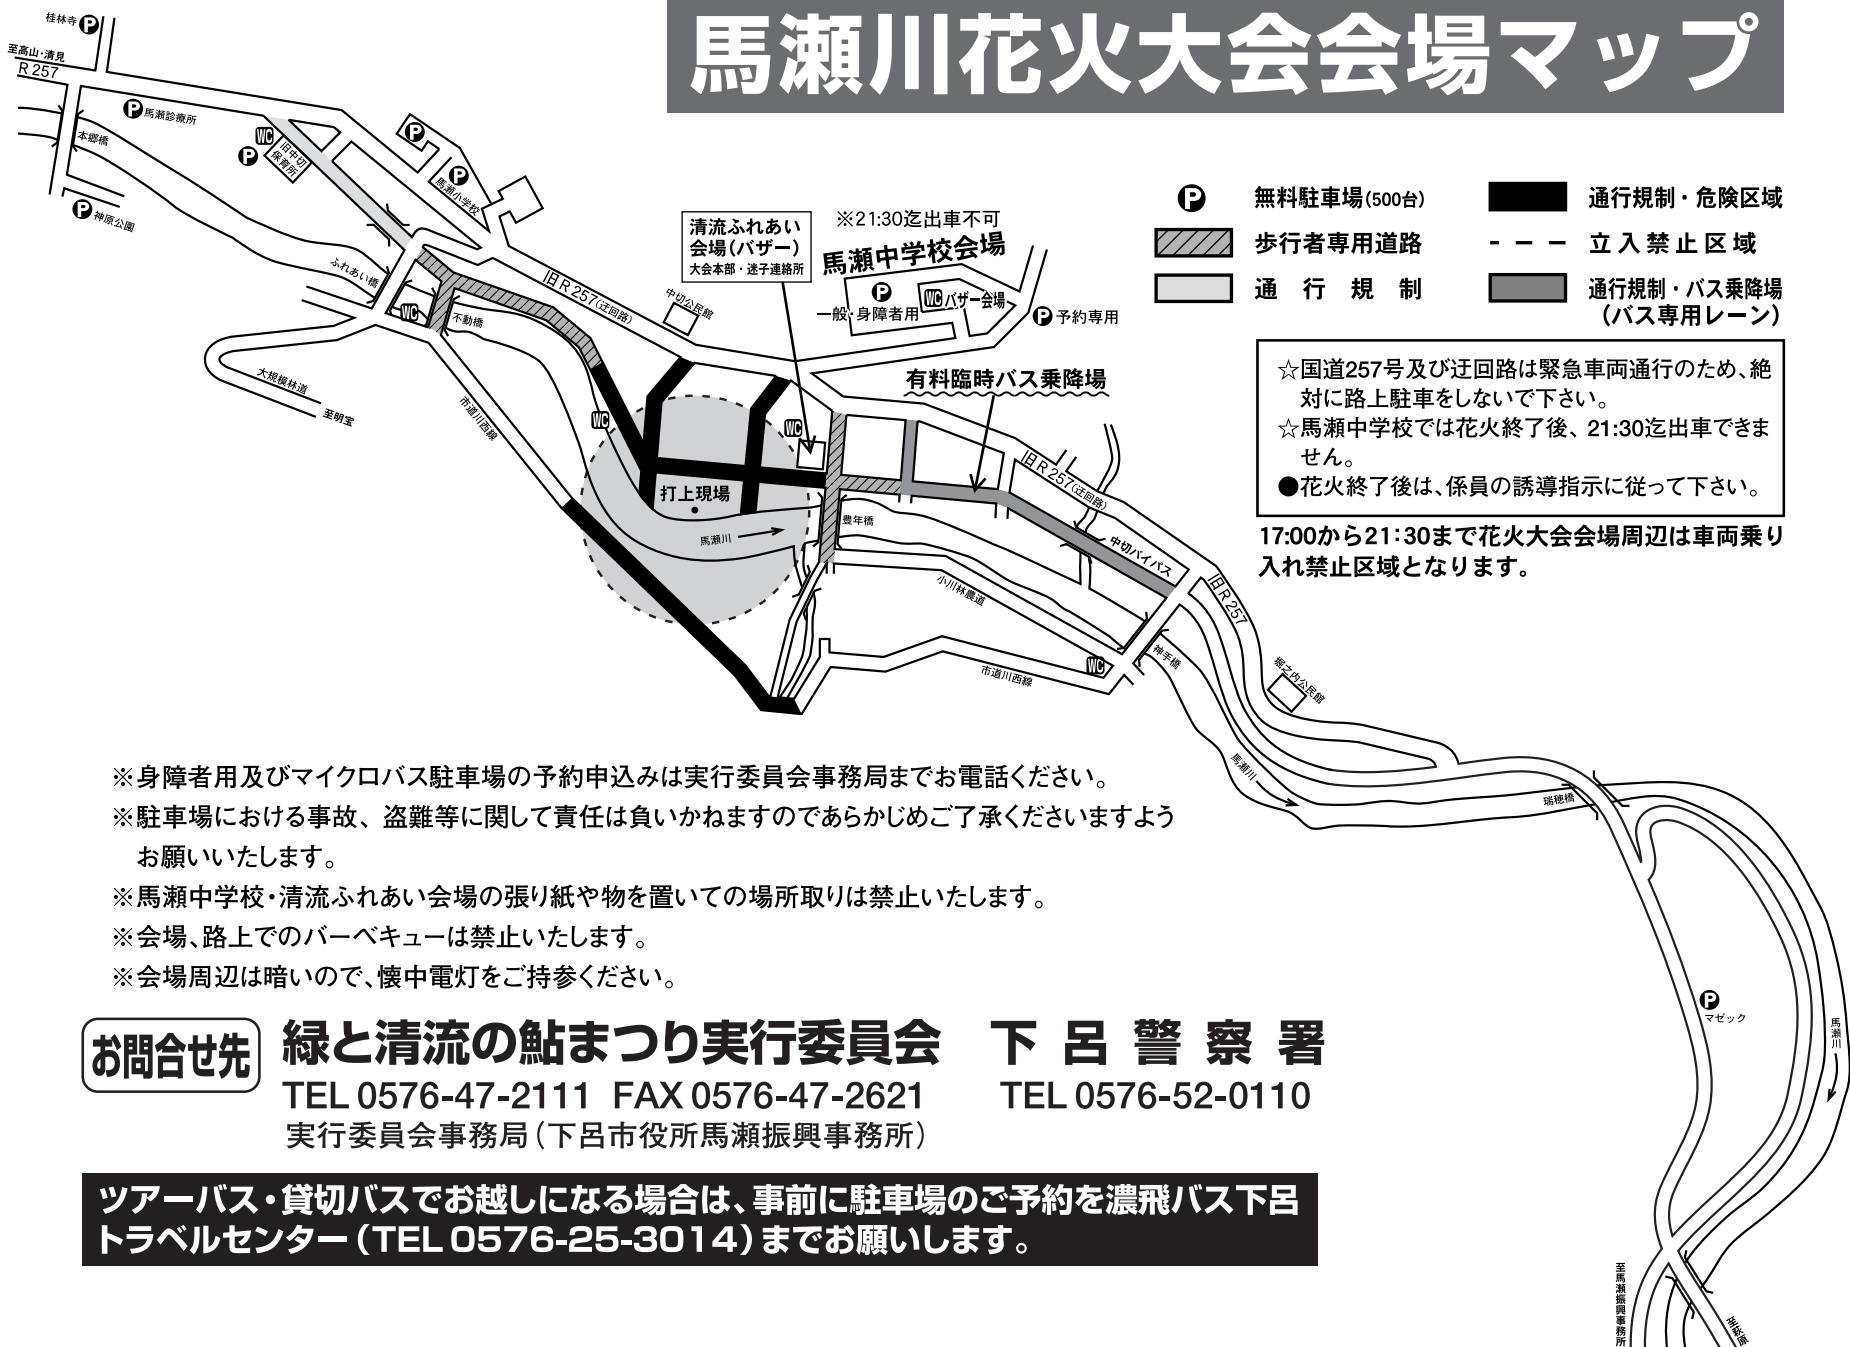 馬瀬川花火大会会場マップ
桂林寺 P
至高山・清見
R257
P 馬瀬診療所
本郷橋
P 神原公園
WC
P
旧中切
保育所
P
P
馬瀬小学校
ふれあい橋
WC
不動橋
大規模林道
至明宝
市道川西線
旧R257(迂回路)
中切公民館
清流ふれあい
会場(バザー)
大会本部・迷子連絡所
※21:30迄出車不可
馬瀬中学校会場
P
一般・身障者用
WC バザー会場
P 予約専用
有料臨時バス乗降場
WC
WC
打上現場
馬瀬川
豊年橋
旧R257(迂回路)
中切バイパス
小川林農道
旧R257
市道川西線
WC
神手橋
堀之内公民館
馬瀬川
瑞穂橋
P
マゼック
馬瀬川
至馬瀬振興事務所
至萩原
P 無料駐車場(500台)
歩行者専用道路
通行規制
通行規制・危険区域
立入禁止区域
通行規制・バス乗降場
(バス専用レーン)
☆国道257号及び迂回路は緊急車両通行のため、絶
対に路上駐車をしないで下さい。
☆馬瀬中学校では花火終了後、21:30迄出車できま
せん。
●花火終了後は、係員の誘導指示に従って下さい。
17:00から21:30まで花火大会会場周辺は車両乗り
入れ禁止区域となります。
※身障者用及びマイクロバス駐車場の予約申込みは実行委員会事務局までお電話ください。
※駐車場における事故、盗難等に関して責任は負いかねますのであらかじめご了承くださいますよう
お願いいたします。
※馬瀬中学校・清流ふれあい会場の張り紙や物を置いての場所取りは禁止いたします。
※会場、路上でのバーベキューは禁止いたします。
※会場周辺は暗いので、懐中電灯をご持参ください。
お問合せ先
緑と清流の鮎まつり実行委員会
TEL 0576-47-2111 FAX 0576-47-2621
実行委員会事務局(下呂市役所馬瀬振興事務所)
下呂警察署
TEL 0576-52-0110
ツアーバス・貸切バスでお越しになる場合は、事前に駐車場のご予約を濃飛バス下呂
トラベルセンター(TEL 0576-25-3014)までお願いします。